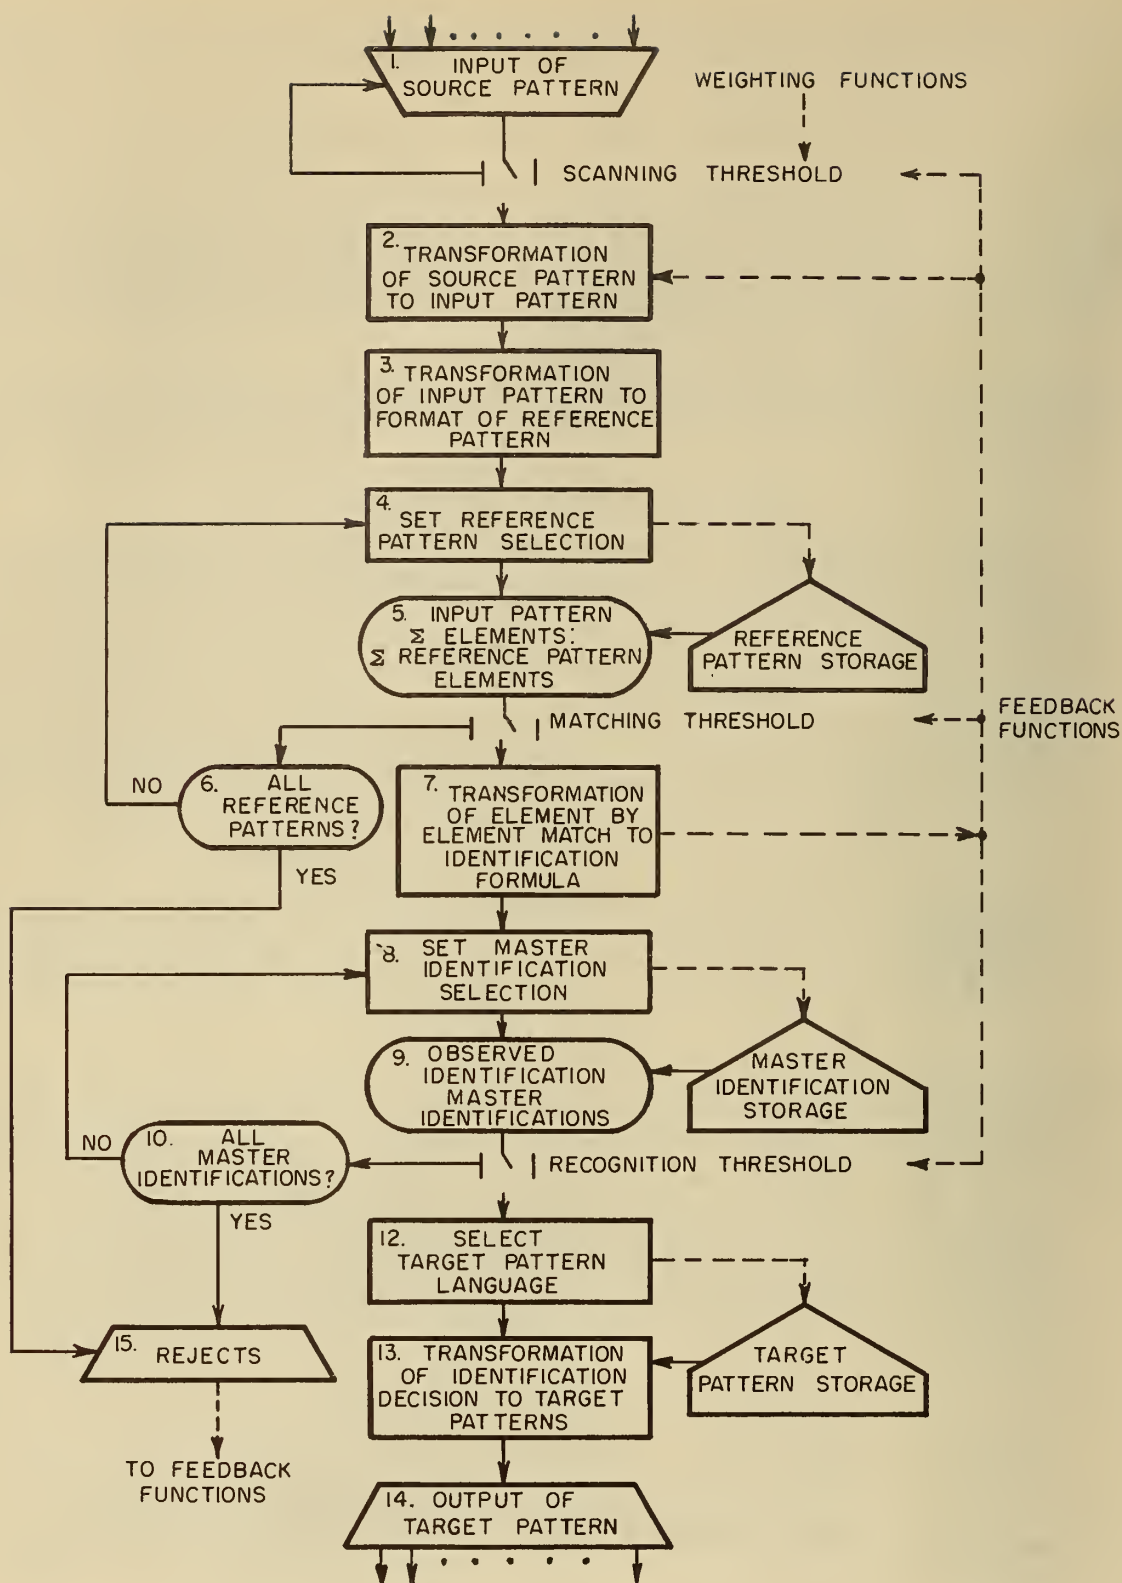 1.
INPUT OF
SOURCE PATTERN
WEIGHTING FUNCTIONS
SCANNING THRESHOLD
2.
TRANSFORMATION
OF SOURCE PATTERN
TO INPUT PATTERN
3.
TRANSFORMATION
OF INPUT PATTERN TO
FORMAT OF REFERENCE
PATTERN
4.
SET REFERENCE
PATTERN SELECTION
5. INPUT PATTERN
Σ ELEMENTS:
Σ REFERENCE PATTERN
ELEMENTS
REFERENCE
PATTERN STORAGE
MATCHING THRESHOLD
FEEDBACK
FUNCTIONS
NO
6. ALL
REFERENCE
PATTERNS?
YES
7.
TRANSFORMATION
OF ELEMENT BY
ELEMENT MATCH TO
IDENTIFICATION
FORMULA
8. SET MASTER
IDENTIFICATION
SELECTION
9. OBSERVED
IDENTIFICATION
MASTER
IDENTIFICATIONS
MASTER
IDENTIFICATION
STORAGE
NO
10. ALL
MASTER
IDENTIFICATIONS?
YES
RECOGNITION THRESHOLD
12. SELECT
TARGET PATTERN
LANGUAGE
13. TRANSFORMATION
OF IDENTIFICATION
DECISION TO TARGET
PATTERNS
TARGET
PATTERN STORAGE
15. REJECTS
TO FEEDBACK
FUNCTIONS
14. OUTPUT OF
TARGET PATTERN